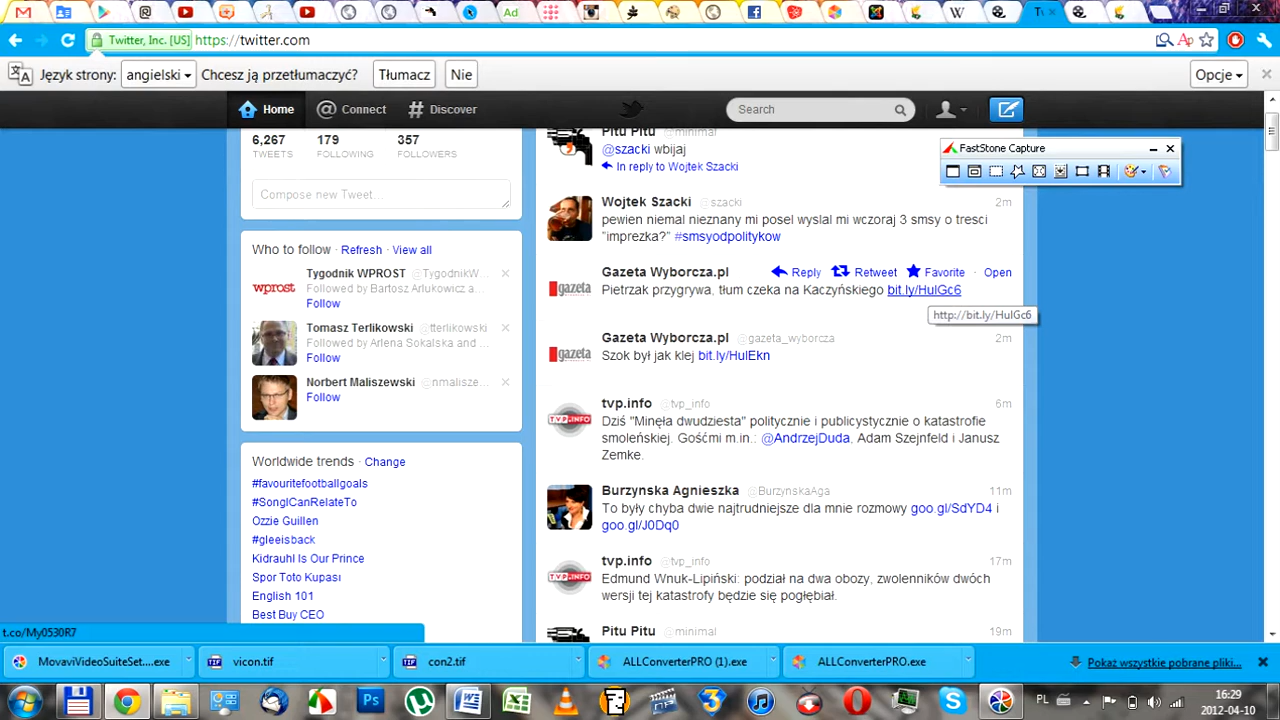 Ad
W
Tv
Twitter, Inc. [US] https://twitter.com
Język strony: angielski Chcesz ją przetłumaczyć? Tłumacz Nie Opcje
Home @ Connect # Discover Search
6,267 179 357
TWEETS FOLLOWING FOLLOWERS
Compose new Tweet...
Who to follow · Refresh · View all
Tygodnik WPROST @TygodnikW...
wprost
Followed by Bartosz Arlukowicz a...
Follow
Tomasz Terlikowski @tterlikowski
Followed by Arlena Sokalska and ...
Follow
Norbert Maliszewski @nmalisze...
Follow
Worldwide trends · Change
#favouritefootballgoals
#SongICanRelateTo
Ozzie Guillen
#gleeisback
Kidrauhl Is Our Prince
Spor Toto Kupası
English 101
Best Buy CEO
Pitu Pitu @minimal
@szacki wbijaj
In reply to Wojtek Szacki
Wojtek Szacki @szacki 2m
pewien niemal nieznany mi posel wyslal mi wczoraj 3 smsy o tresci
"imprezka?" #smsyodpolitykow
Gazeta Wyborcza.pl Reply Retweet Favorite · Open
gazeta
Pietrzak przygrywa, tłum czeka na Kaczyńskiego bit.ly/HulGc6
http://bit.ly/HulGc6
Gazeta Wyborcza.pl @gazeta_wyborcza 2m
gazeta
Szok był jak klej bit.ly/HulEkn
tvp.info @tvp_info 6m
TVP.INFO
Dziś "Minęła dwudziesta" politycznie i publicystycznie o katastrofie
smoleńskiej. Gośćmi m.in.: @AndrzejDuda, Adam Szejnfeld i Janusz
Zemke.
Burzynska Agnieszka @BurzynskaAga 11m
To były chyba dwie najtrudniejsze dla mnie rozmowy goo.gl/SdYD4 i
goo.gl/J0Dq0
tvp.info @tvp_info 17m
TVP.INFO
Edmund Wnuk-Lipiński: podział na dwa obozy, zwolenników dwóch
wersji tej katastrofy będzie się pogłębiał.
Pitu Pitu @minimal 19m
FastStone Capture
t.co/My0530R7
MovaviVideoSuiteSet....exe vicon.tif con2.tif ALLConverterPRO (1).exe ALLConverterPRO.exe Pokaż wszystkie pobrane pliki...
PL 16:29
2012-04-10